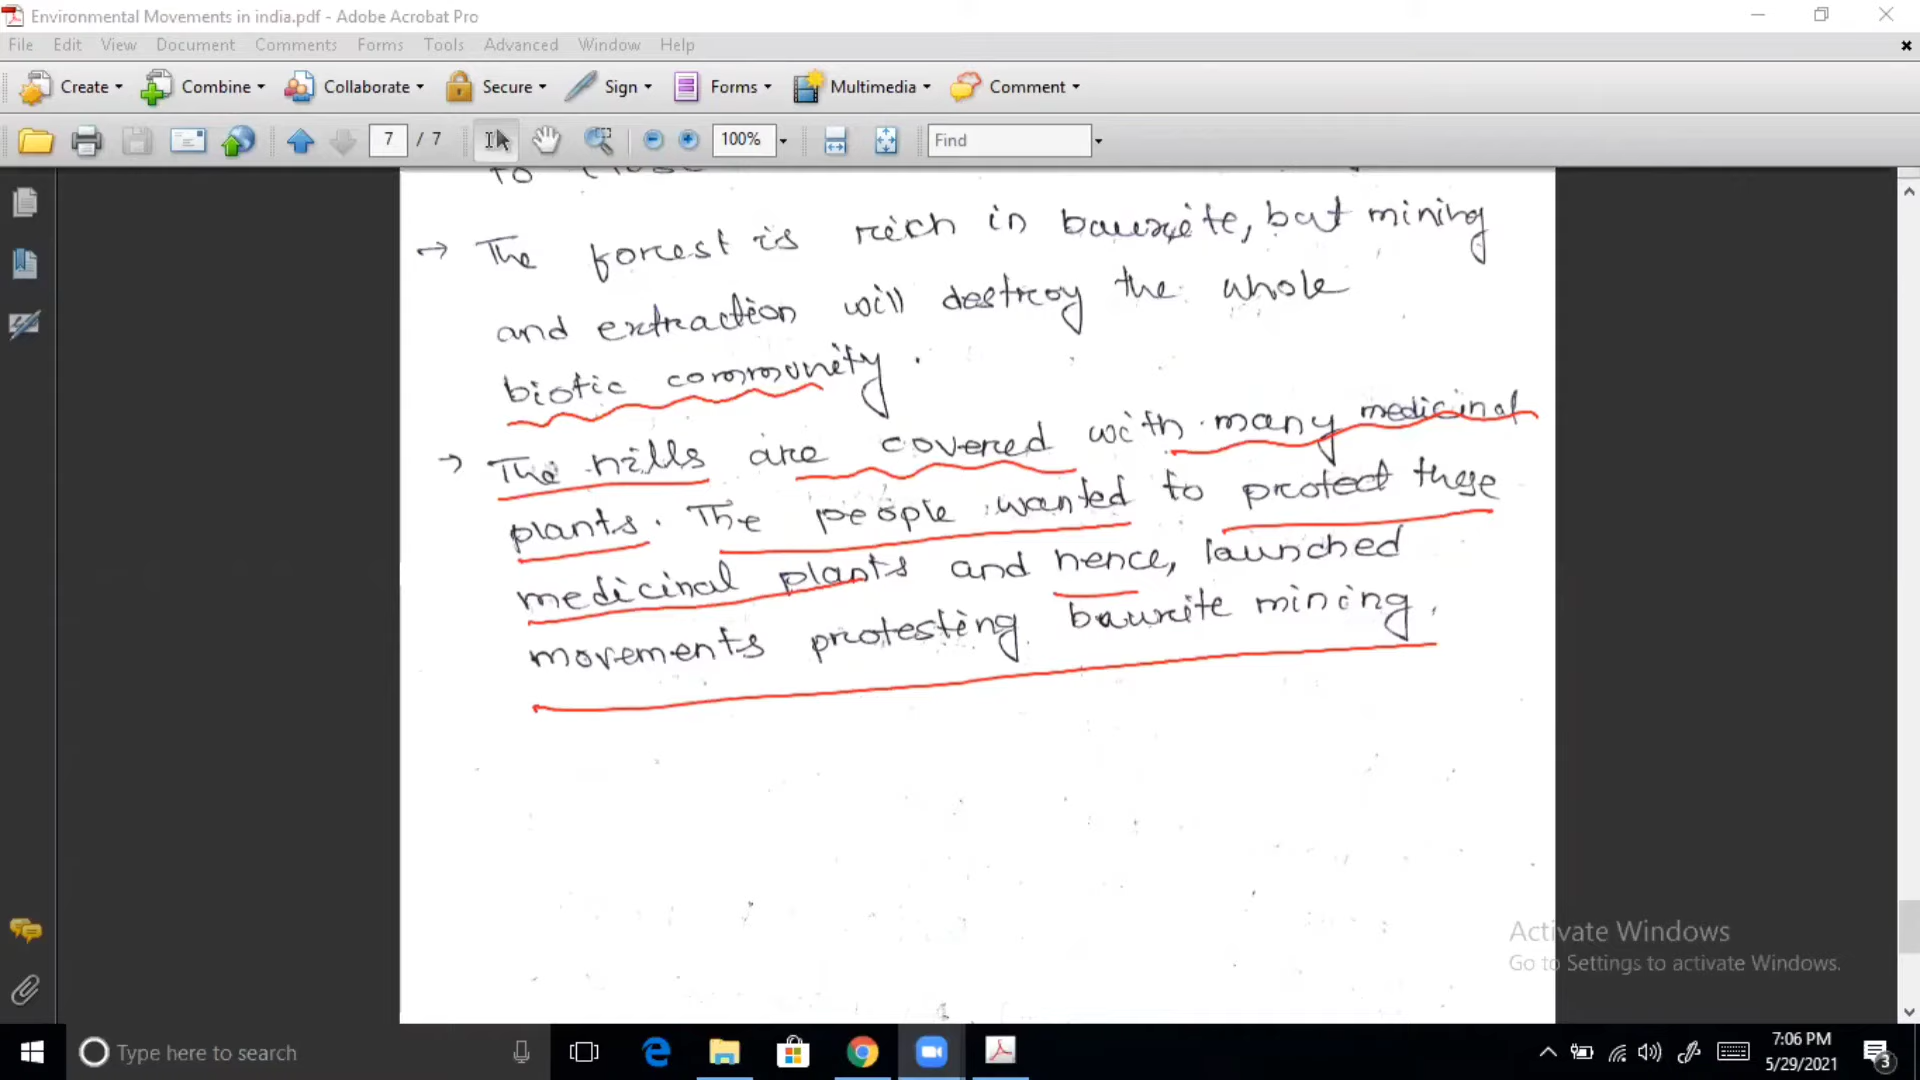 Environmental Movements in india.pdf - Adobe Acrobat Pro
File Edit View Document Comments Forms Tools Advanced Window Help
Create Combine Collaborate Secure Sign Forms Multimedia Comment
7 / 7 100% Find
to
→ The forest is rich in bauxite, but mining
and extraction will destroy the whole
biotic community.
→ The hills are covered with many medicinal
plants. The people wanted to protect these
medicinal plants and hence, launched
movements protesting bauxite mining.
Activate Windows
Go to Settings to activate Windows.
Type here to search
7:06 PM
5/29/2021
3